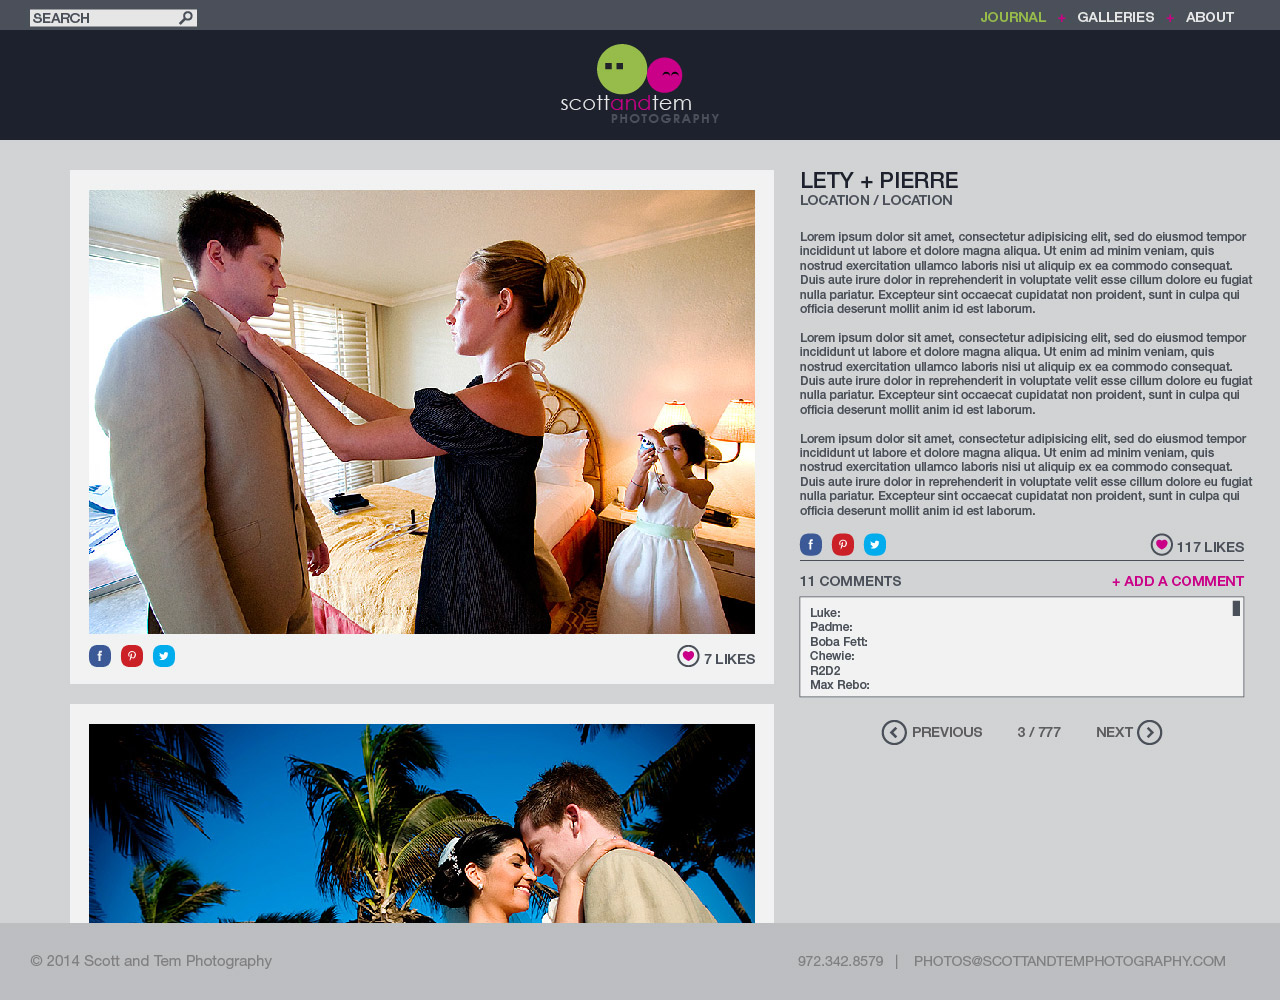 SEARCH
JOURNAL + GALLERIES + ABOUT
scottandtem
PHOTOGRAPHY
LETY + PIERRE
LOCATION / LOCATION
Lorem ipsum dolor sit amet, consectetur adipisicing elit, sed do eiusmod tempor
incididunt ut labore et dolore magna aliqua. Ut enim ad minim veniam, quis
nostrud exercitation ullamco laboris nisi ut aliquip ex ea commodo consequat.
Duis aute irure dolor in reprehenderit in voluptate velit esse cillum dolore eu fugiat
nulla pariatur. Excepteur sint occaecat cupidatat non proident, sunt in culpa qui
officia deserunt mollit anim id est laborum.
Lorem ipsum dolor sit amet, consectetur adipisicing elit, sed do eiusmod tempor
incididunt ut labore et dolore magna aliqua. Ut enim ad minim veniam, quis
nostrud exercitation ullamco laboris nisi ut aliquip ex ea commodo consequat.
Duis aute irure dolor in reprehenderit in voluptate velit esse cillum dolore eu fugiat
nulla pariatur. Excepteur sint occaecat cupidatat non proident, sunt in culpa qui
officia deserunt mollit anim id est laborum.
Lorem ipsum dolor sit amet, consectetur adipisicing elit, sed do eiusmod tempor
incididunt ut labore et dolore magna aliqua. Ut enim ad minim veniam, quis
nostrud exercitation ullamco laboris nisi ut aliquip ex ea commodo consequat.
Duis aute irure dolor in reprehenderit in voluptate velit esse cillum dolore eu fugiat
nulla pariatur. Excepteur sint occaecat cupidatat non proident, sunt in culpa qui
officia deserunt mollit anim id est laborum.
117 LIKES
11 COMMENTS
+ ADD A COMMENT
Luke:
Padme:
Boba Fett:
Chewie:
R2D2
Max Rebo:
7 LIKES
PREVIOUS 3 / 777 NEXT
© 2014 Scott and Tem Photography
972.342.8579 | PHOTOS@SCOTTANDTEMPHOTOGRAPHY.COM